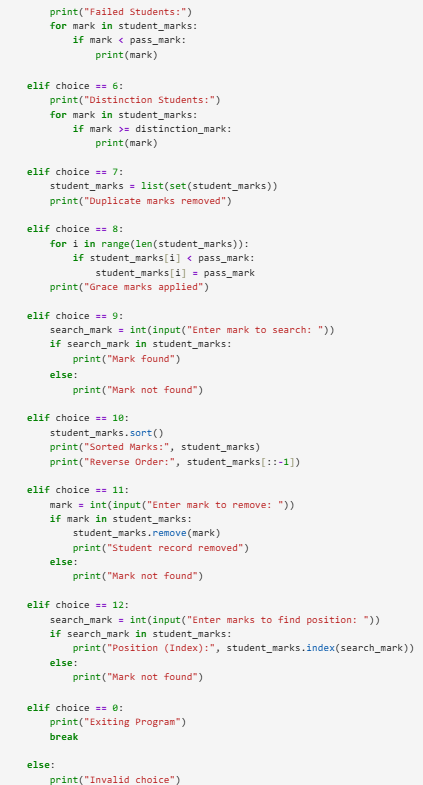 print("Failed Students:")
        for mark in student_marks:
            if mark < pass_mark:
                print(mark)

    elif choice == 6:
        print("Distinction Students:")
        for mark in student_marks:
            if mark >= distinction_mark:
                print(mark)

    elif choice == 7:
        student_marks = list(set(student_marks))
        print("Duplicate marks removed")

    elif choice == 8:
        for i in range(len(student_marks)):
            if student_marks[i] < pass_mark:
                student_marks[i] = pass_mark
        print("Grace marks applied")

    elif choice == 9:
        search_mark = int(input("Enter mark to search: "))
        if search_mark in student_marks:
            print("Mark found")
        else:
            print("Mark not found")

    elif choice == 10:
        student_marks.sort()
        print("Sorted Marks:", student_marks)
        print("Reverse Order:", student_marks[::-1])

    elif choice == 11:
        mark = int(input("Enter mark to remove: "))
        if mark in student_marks:
            student_marks.remove(mark)
            print("Student record removed")
        else:
            print("Mark not found")

    elif choice == 12:
        search_mark = int(input("Enter marks to find position: "))
        if search_mark in student_marks:
            print("Position (Index):", student_marks.index(search_mark))
        else:
            print("Mark not found")

    elif choice == 0:
        print("Exiting Program")
        break

    else:
        print("Invalid choice")